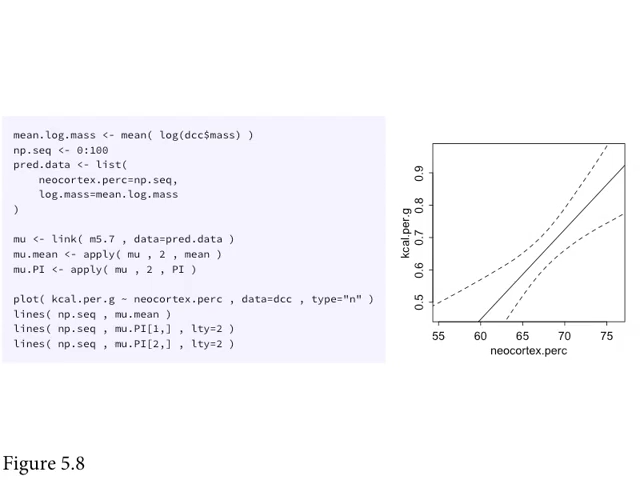 mean.log.mass <- mean( log(dcc$mass) )
np.seq <- 0:100
pred.data <- list(
    neocortex.perc=np.seq,
    log.mass=mean.log.mass
)
mu <- link( m5.7 , data=pred.data )
mu.mean <- apply( mu , 2 , mean )
mu.PI <- apply( mu , 2 , PI )
plot( kcal.per.g ~ neocortex.perc , data=dcc , type="n" )
lines( np.seq , mu.mean )
lines( np.seq , mu.PI[1,] , lty=2 )
lines( np.seq , mu.PI[2,] , lty=2 )
kcal.per.g
0.9
0.8
0.7
0.6
0.5
55 60 65 70 75
neocortex.perc
Figure 5.8